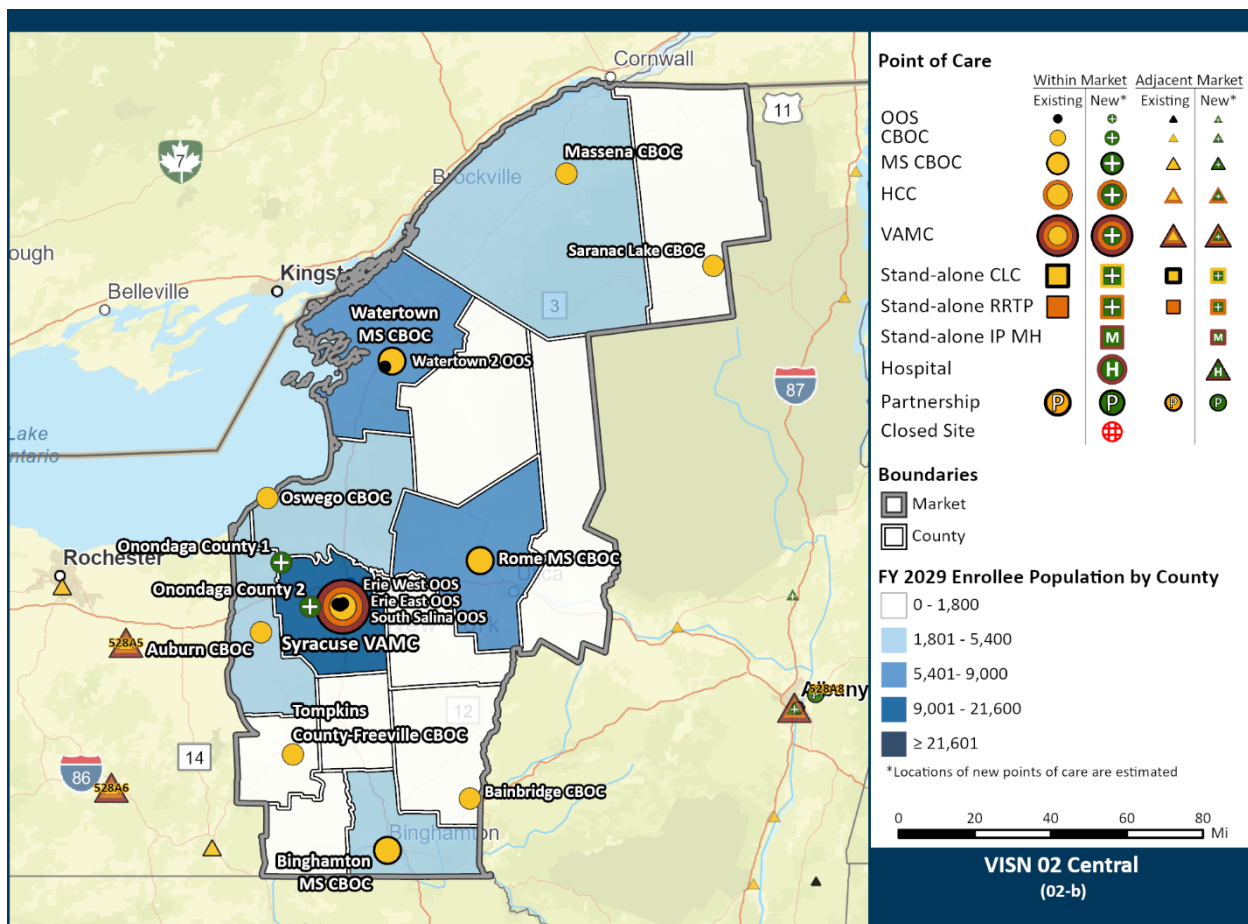 Cornwall
11
7
Massena CBOC
Brockville
Saranac Lake CBOC
ough
Kingst
Belleville
3
Watertown
MS CBOC
Watertown 2 OOS
87
Lake
Ontario
Oswego CBOC
Onondaga County 1
Rochester
Rome MS CBOC
Utica
Onondaga County 2
Erie West OOS
Erie East OOS
South Salina OOS
528A5
Auburn CBOC
Syracuse VAMC
Albany
528A8
Tompkins
County-Freeville CBOC
12
14
86
528A6
Bainbridge CBOC
Binghamton
Binghamton
MS CBOC
Point of Care
Within Market Adjacent Market
Existing New* Existing New*
OOS
CBOC
MS CBOC
HCC
VAMC
Stand-alone CLC
Stand-alone RRTP
Stand-alone IP MH M M
Hospital H H
Partnership P P P P
Closed Site
Boundaries
Market
County
FY 2029 Enrollee Population by County
0 - 1,800
1,801 - 5,400
5,401- 9,000
9,001 - 21,600
≥ 21,601
*Locations of new points of care are estimated
0 20 40 60 80
Mi
VISN 02 Central
(02-b)